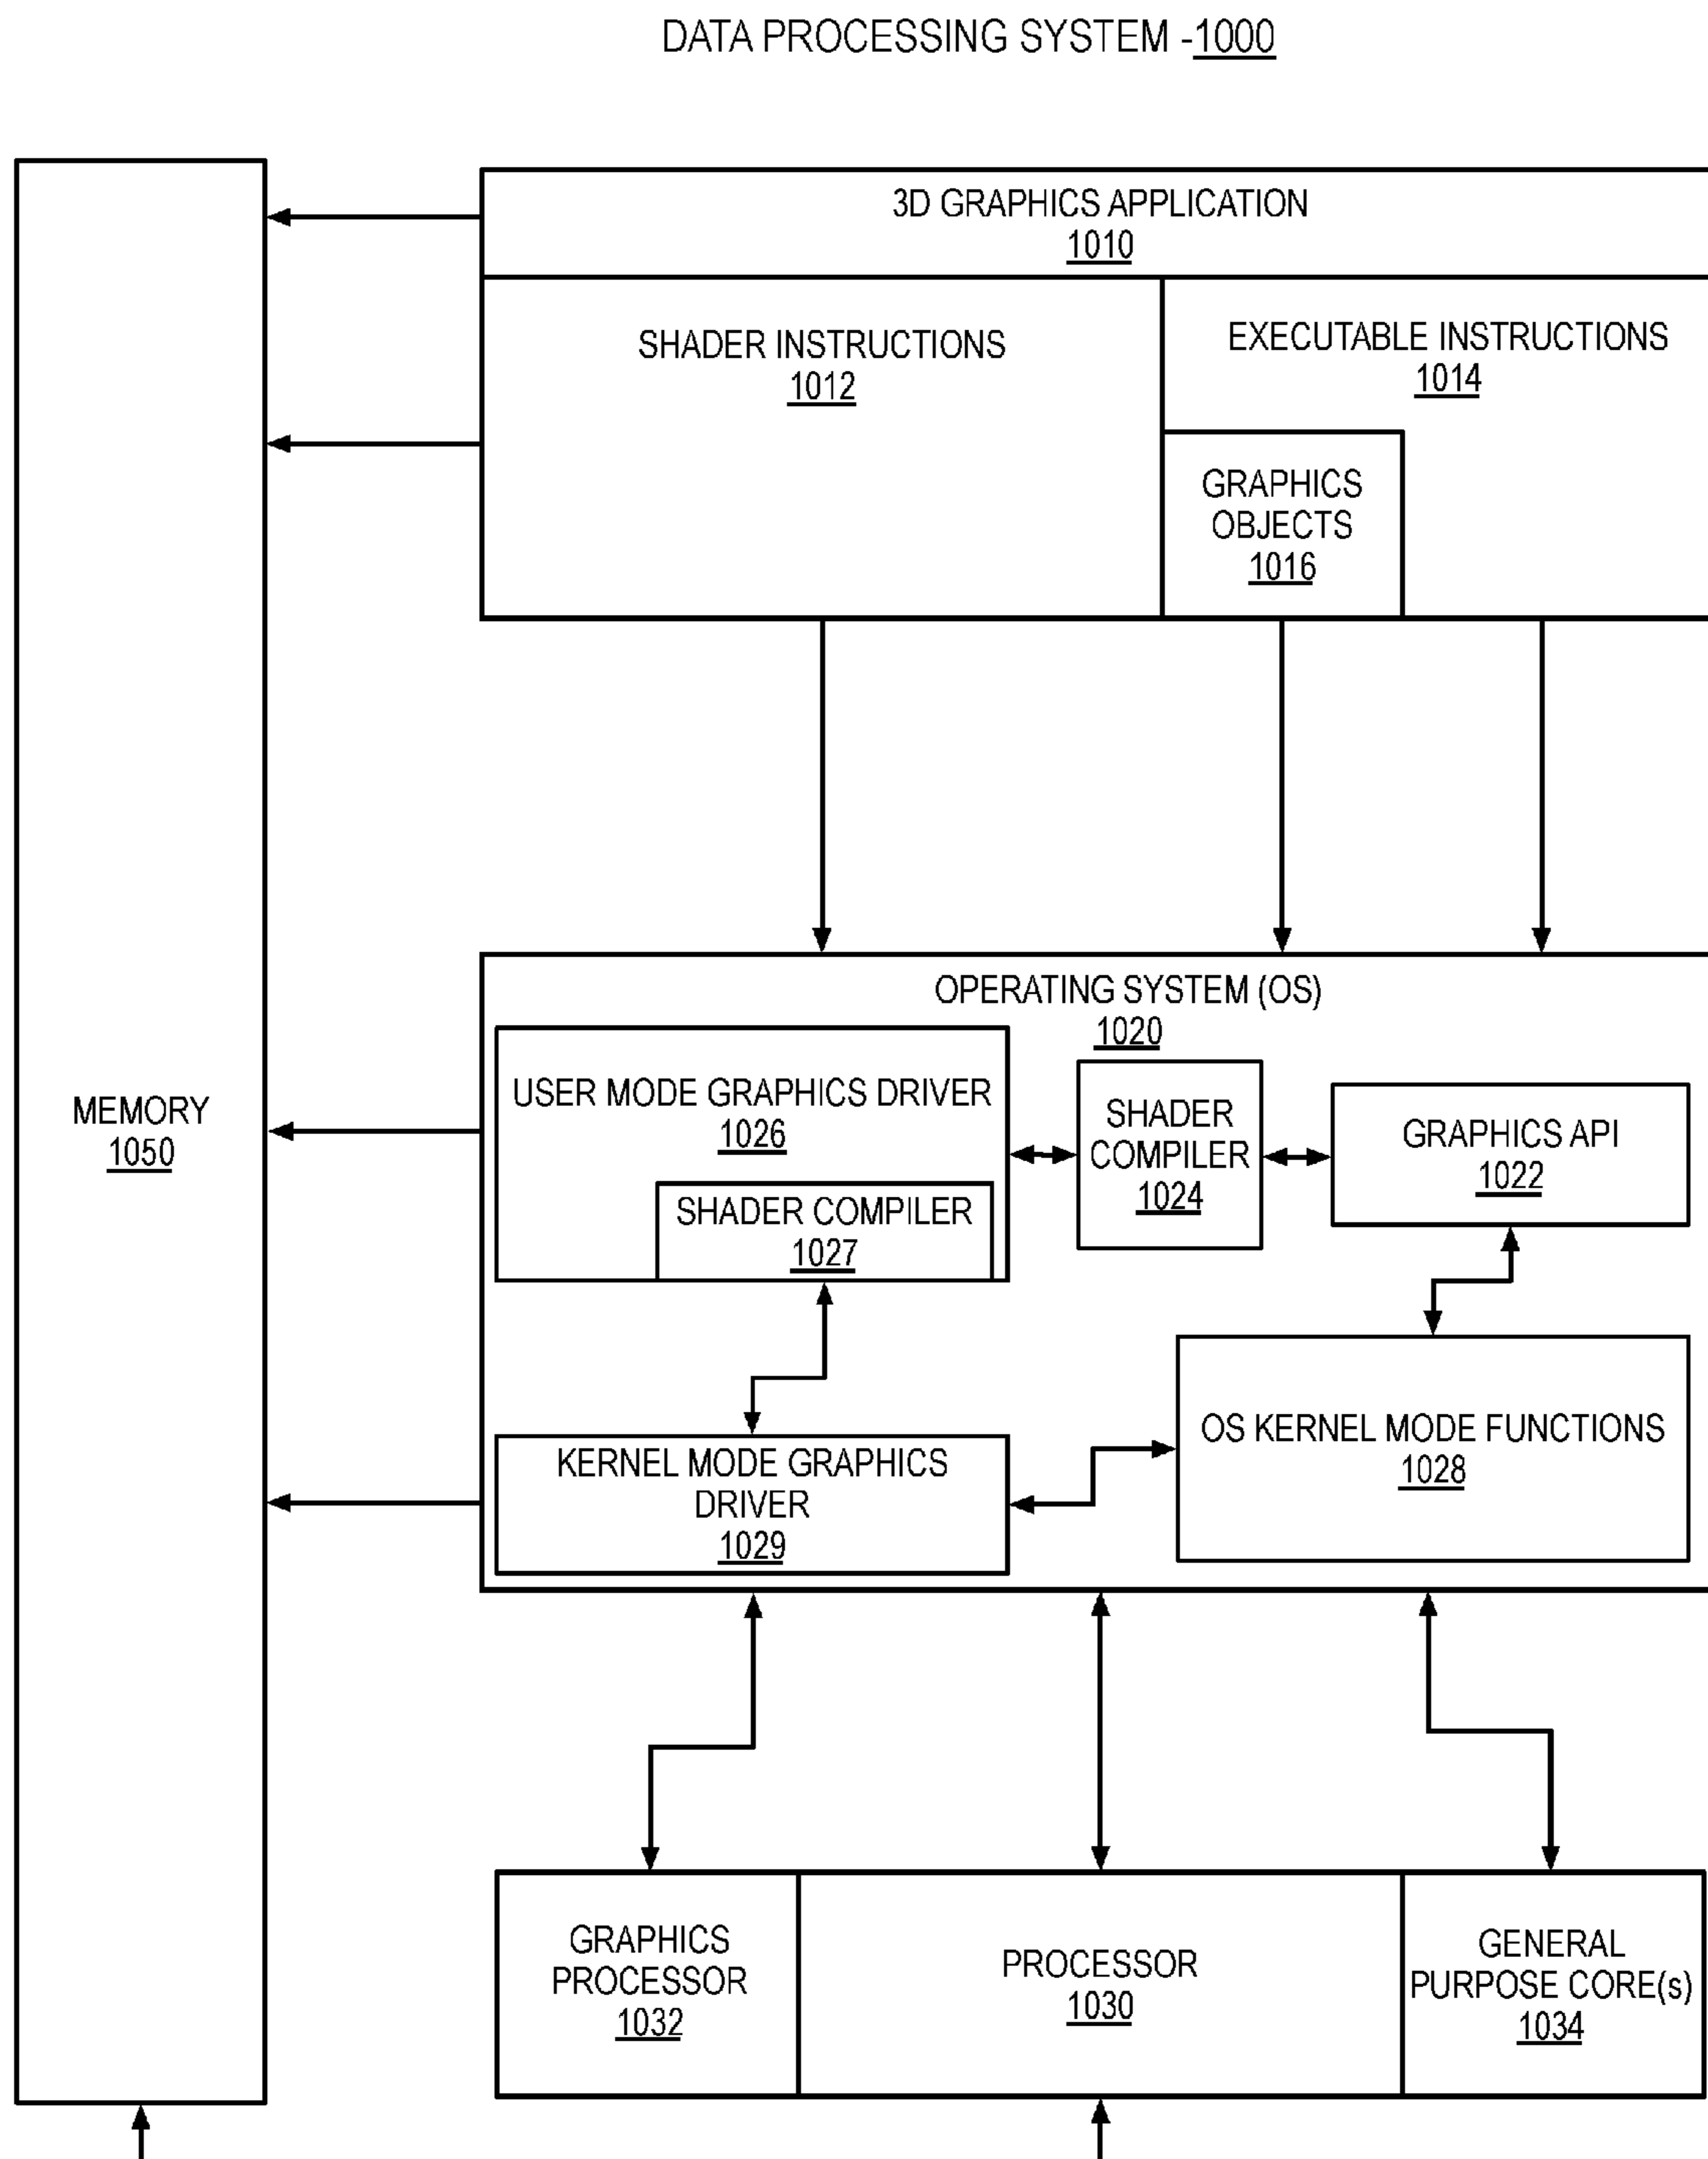 DATA PROCESSING SYSTEM -1000
3D GRAPHICS APPLICATION
1010
SHADER INSTRUCTIONS
1012
EXECUTABLE INSTRUCTIONS
1014
GRAPHICS
OBJECTS
1016
OPERATING SYSTEM (OS)
1020
USER MODE GRAPHICS DRIVER
1026
SHADER COMPILER
1027
SHADER
COMPILER
1024
GRAPHICS API
1022
MEMORY
1050
KERNEL MODE GRAPHICS
DRIVER
1029
OS KERNEL MODE FUNCTIONS
1028
GRAPHICS
PROCESSOR
1032
PROCESSOR
1030
GENERAL
PURPOSE CORE(s)
1034